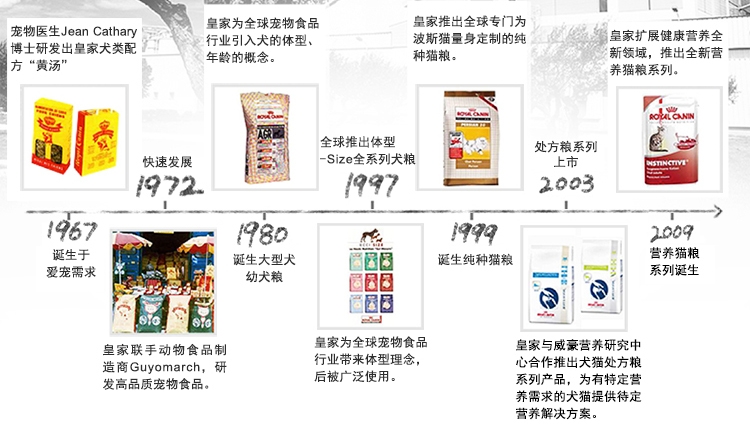 宠物医生Jean Cathary
博士研发出皇家犬类配
方“黄汤”
皇家为全球宠物食品
行业引入犬的体型、
年龄的概念。
皇家推出全球专门为
波斯猫量身定制的纯
种猫粮。
皇家扩展健康营养全
新领域，推出全新营
养猫粮系列。
ROYAL CANIN
AGR
ROYAL CANIN
PERSIAN 30
ROYAL CANIN
INSTINCTIVE
快速发展
1972
全球推出体型
-Size全系列犬粮
1997
处方粮系列
上市
2003
1967
诞生于
爱宠需求
1980
诞生大型犬
幼犬粮
1999
诞生纯种猫粮
2009
营养猫粮
系列诞生
皇家联手动物食品制
造商Guyomarch，研
发高品质宠物食品。
皇家为全球宠物食品
行业带来体型理念，
后被广泛使用。
皇家与威豪营养研究中
心合作推出犬猫处方粮
系列产品，为有特定营
养需求的犬猫提供待定
营养解决方案。